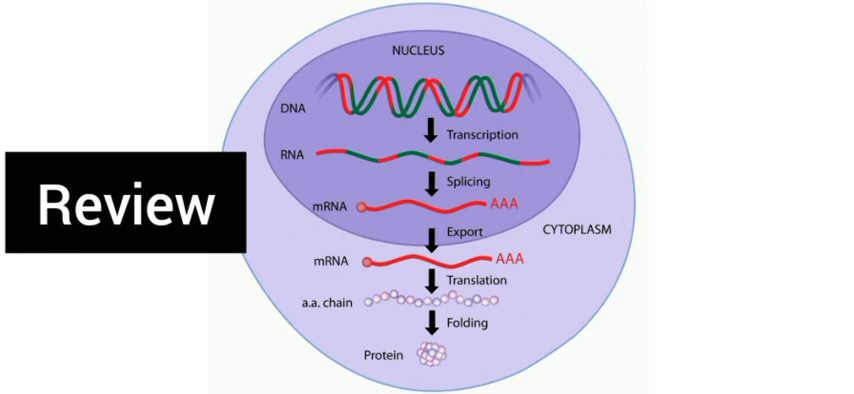 NUCLEUS
DNA
Transcription
RNA
Splicing
mRNA AAA
Export
CYTOPLASM
mRNA AAA
Translation
a.a. chain
Folding
Protein
Review